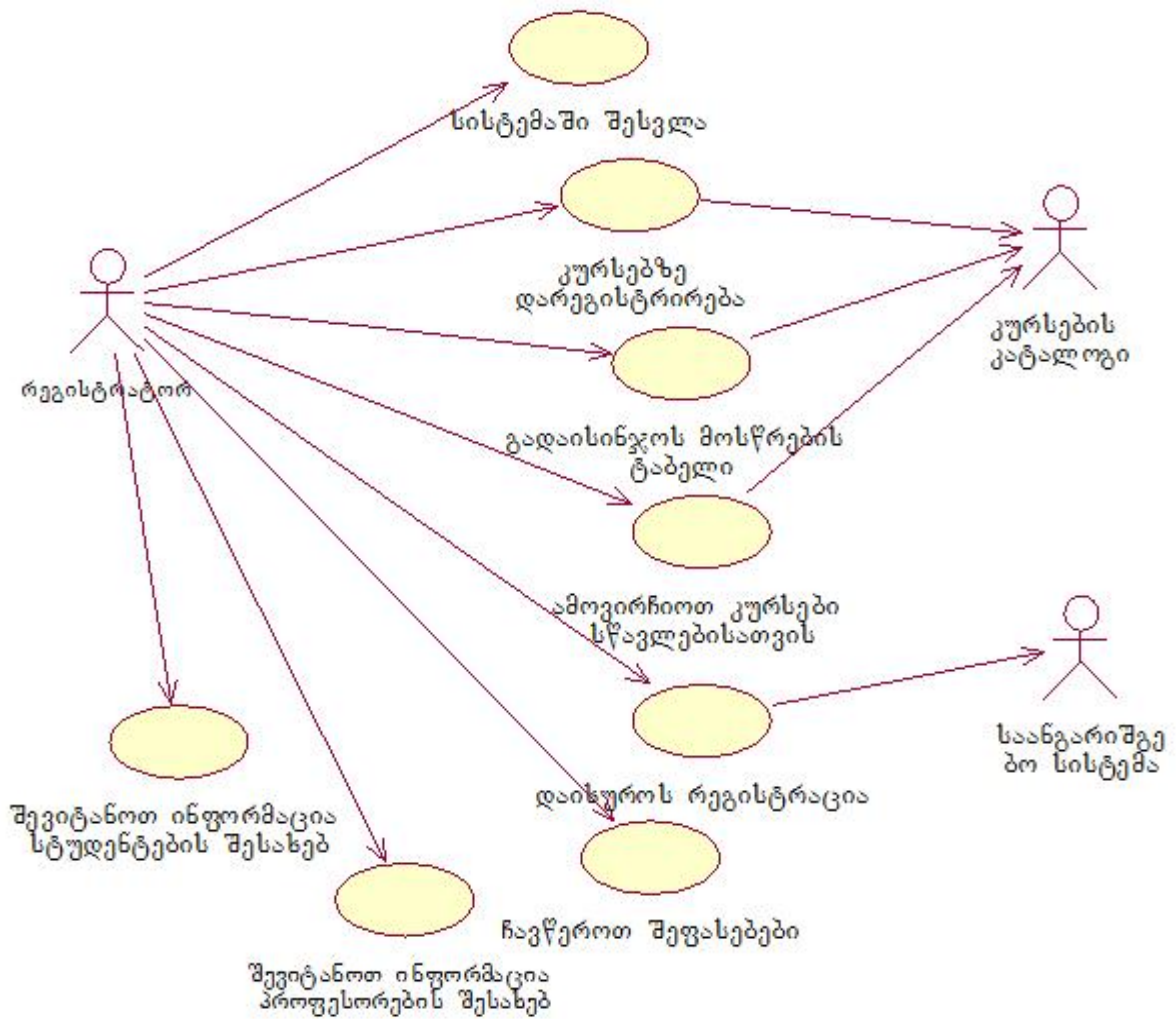 სისტემაში შესვლა
კურსებზე
დარეგისტრირება
კურსების
კატალოგი
რეგისტრატორ
გადაისინჯოს მოსწრების
ტაბელი
ამოვირჩიოთ კურსები
სწავლებისათვის
საანგარიშგე
ბო სისტემა
დაისუროს რეგისტრაცია
შევიტანოთ ინფორმაცია
სტუდენტების შესახებ
ჩავწეროთ შეფასებები
შევიტანოთ ინფორმაცია
პროფესორების შესახებ